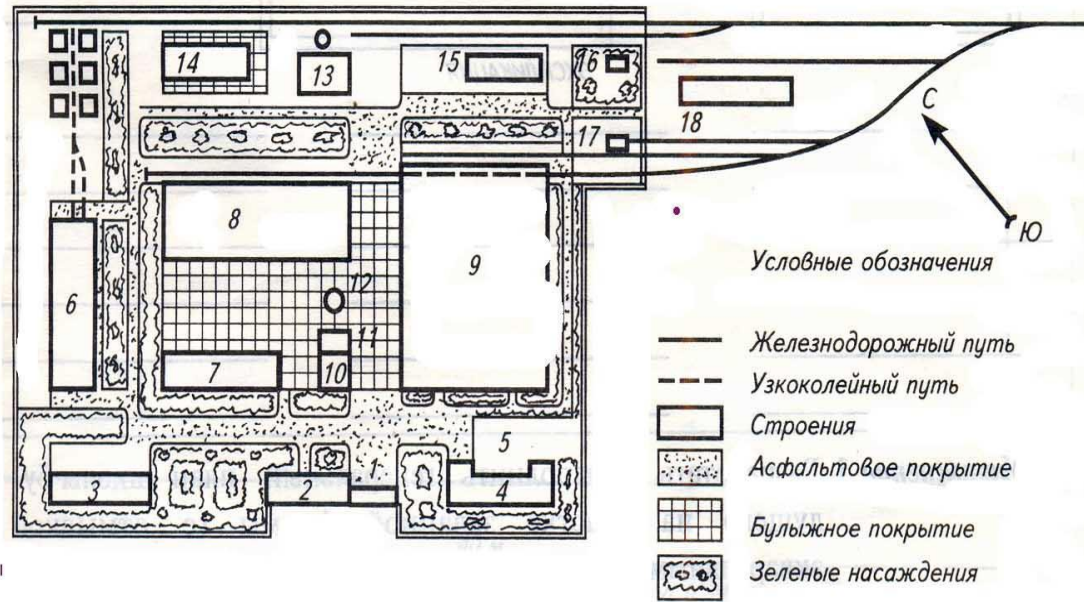 14
13
15
16
17
18
С
Ю
8
9
6
12
11
7
10
5
1
3
2
4
Условные обозначения
Железнодорожный путь
Узкоколейный путь
Строения
Асфальтовое покрытие
Булыжное покрытие
Зеленые насаждения